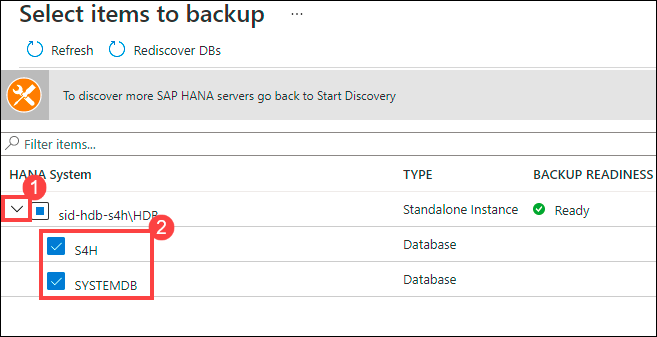 Select items to backup ...
Refresh Rediscover DBs
To discover more SAP HANA servers go back to Start Discovery
Filter items...
HANA System TYPE BACKUP READINESS
1
sid-hdb-s4h\HDB Standalone Instance Ready
2
S4H Database
SYSTEMDB Database